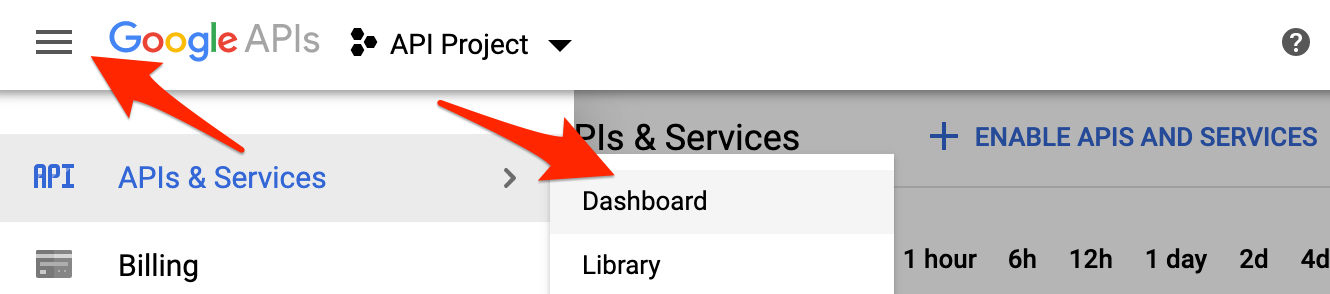 Google APIs API Project ?
PIs & Services + ENABLE APIS AND SERVICES
API APIs & Services
Dashboard
Billing
Library
1 hour 6h 12h 1 day 2d 4d